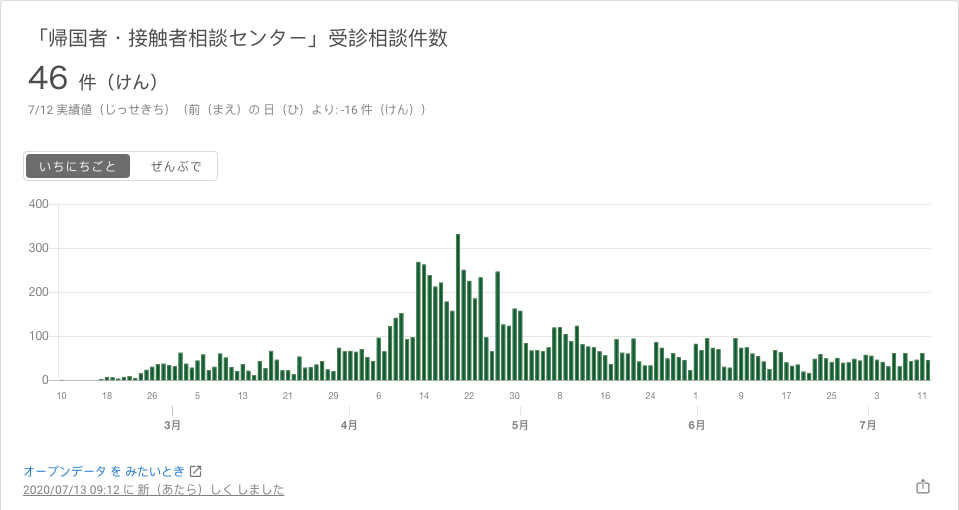 「帰国者・接触者相談センター」受診相談件数
46 件（けん）
7/12 実績値（じっせきち）（前（まえ）の 日（ひ）より: -16 件（けん））
いちにちごと ぜんぶで
400
300
200
100
0
10 18 26 5 13 21 29 6 14 22 30 8 16 24 1 9 17 25 3 11
3月 4月 5月 6月 7月
オープンデータ を みたいとき
2020/07/13 09:12 に 新（あたら）しく しました